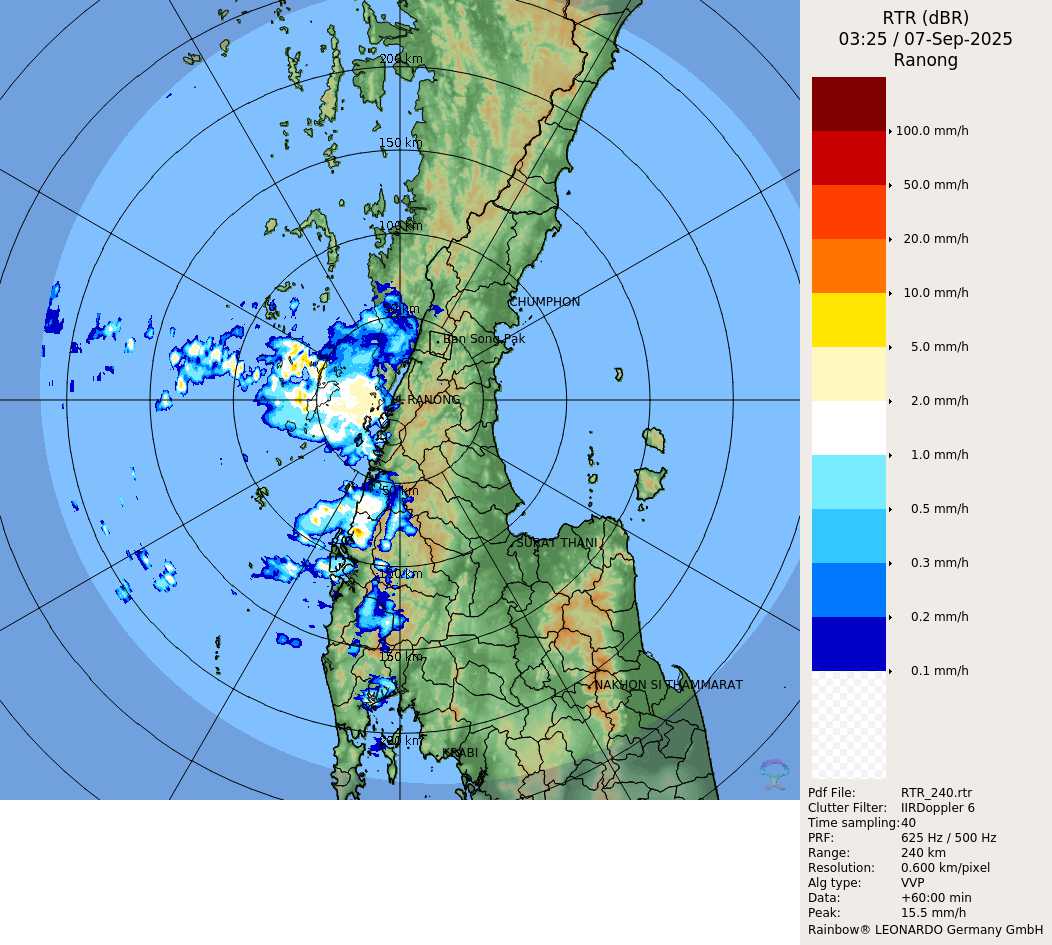 RTR (dBR)
03:25 / 07-Sep-2025
Ranong
200 km
150 km
100 km
50 km
CHUMPHON
Ban Song Pak
RANONG
50 km
SURAT THANI
100 km
150 km
NAKHON SI THAMMARAT
200 km
KRABI
100.0 mm/h
50.0 mm/h
20.0 mm/h
10.0 mm/h
5.0 mm/h
2.0 mm/h
1.0 mm/h
0.5 mm/h
0.3 mm/h
0.2 mm/h
0.1 mm/h
Pdf File: RTR_240.rtr
Clutter Filter: IIRDoppler 6
Time sampling: 40
PRF: 625 Hz / 500 Hz
Range: 240 km
Resolution: 0.600 km/pixel
Alg type: VVP
Data: +60:00 min
Peak: 15.5 mm/h
Rainbow® LEONARDO Germany GmbH